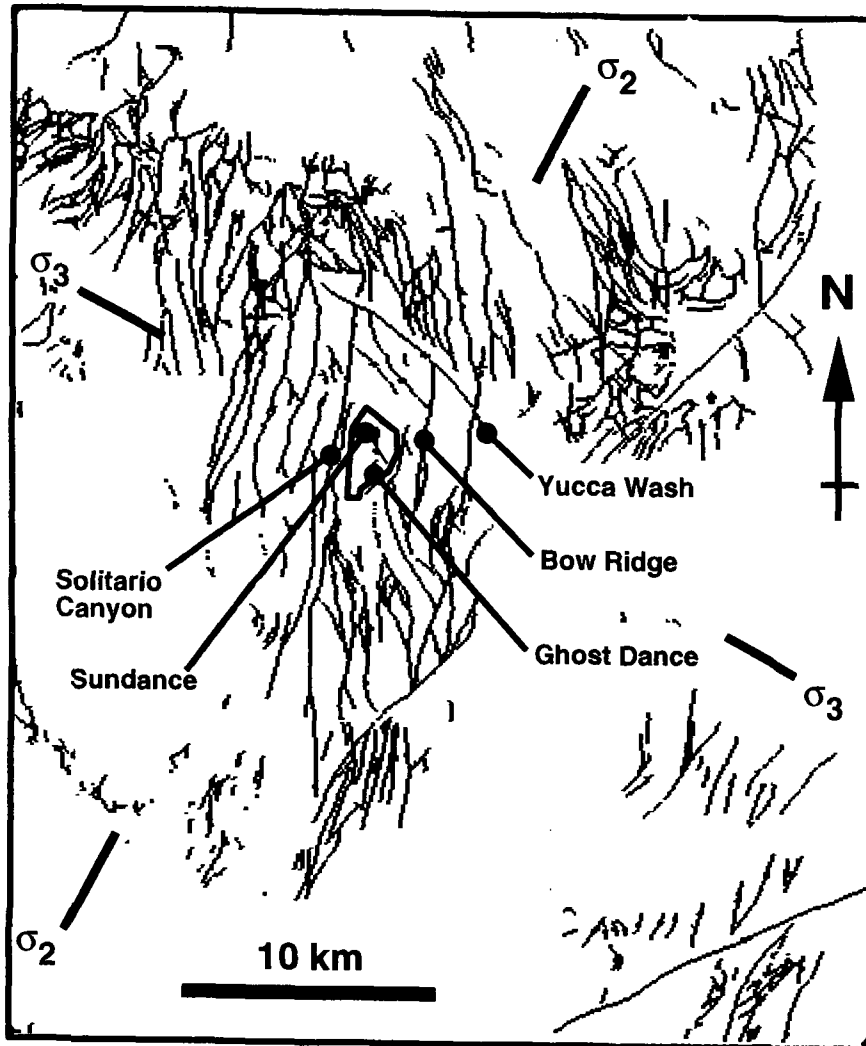 σ2
σ3
N
Yucca Wash
Bow Ridge
Solitario
Canyon
Ghost Dance
Sundance
σ3
σ2
10 km